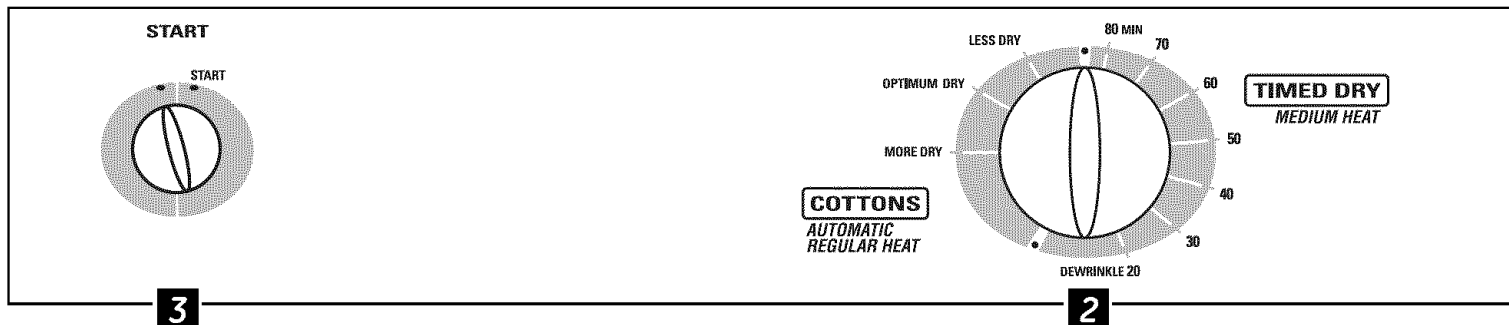 START
START
3
LESS DRY
OPTIMUM DRY
MORE DRY
COTTONS
AUTOMATIC
REGULAR HEAT
80 MIN
70
60
TIMED DRY
MEDIUM HEAT
50
40
30
DEWRINKLE 20
2